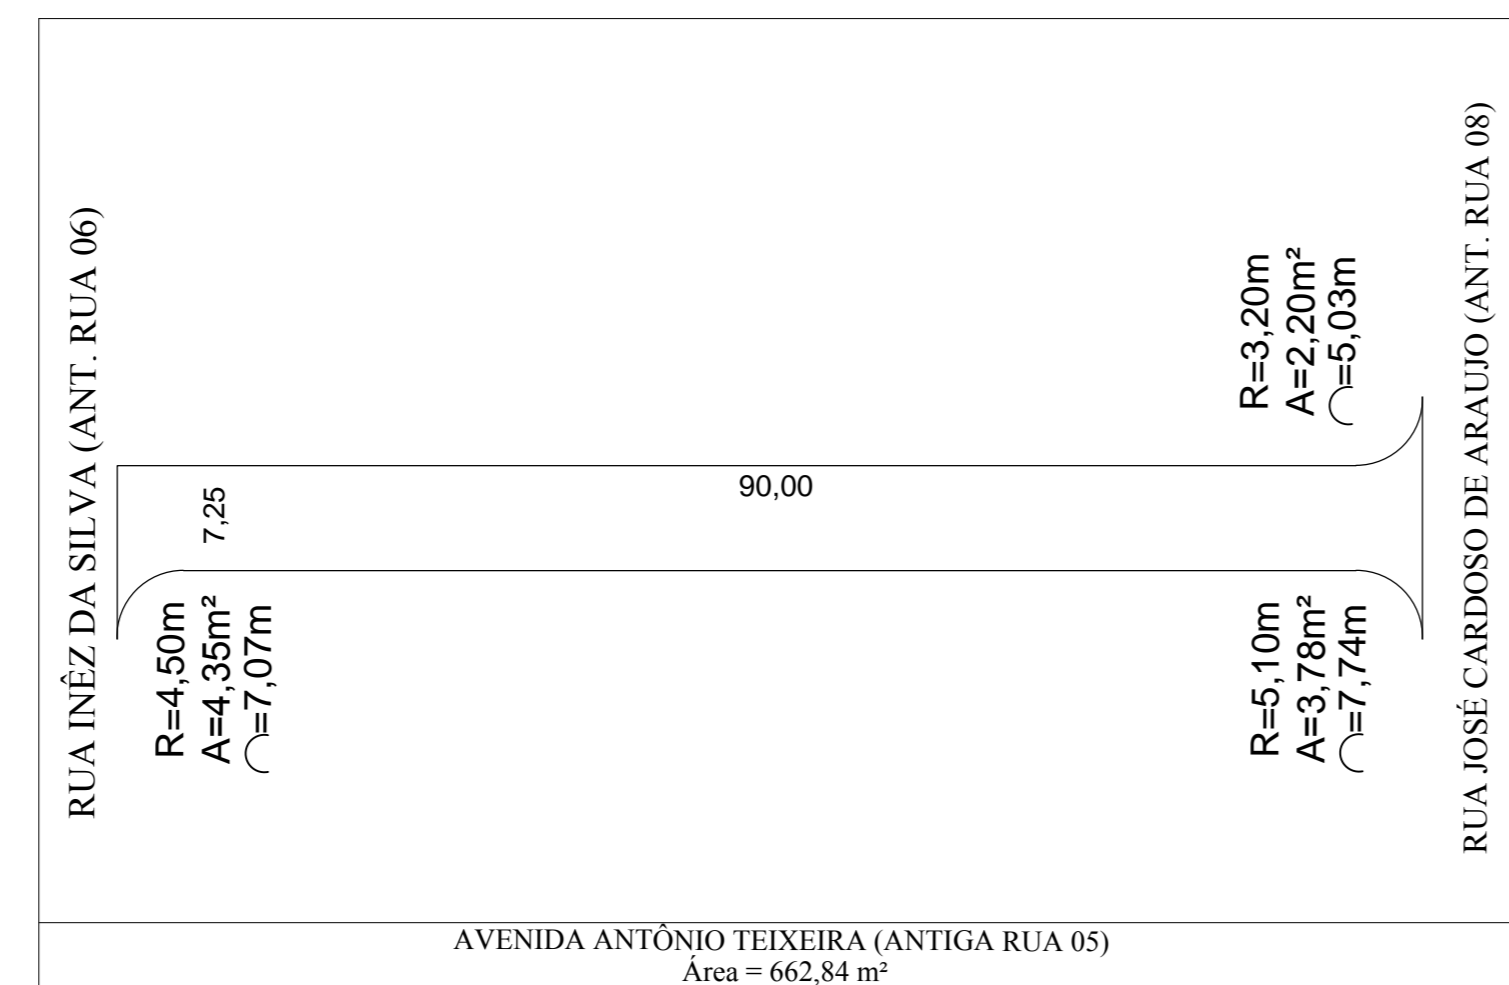 RUA INÊZ DA SILVA (ANT. RUA 06)
7,25
90,00
R=3,20m
A=2,20m²
◠=5,03m
RUA JOSÉ CARDOSO DE ARAUJO (ANT. RUA 08)
R=4,50m
A=4,35m²
◠=7,07m
R=5,10m
A=3,78m²
◠=7,74m
AVENIDA ANTÔNIO TEIXEIRA (ANTIGA RUA 05)
Área = 662,84 m²